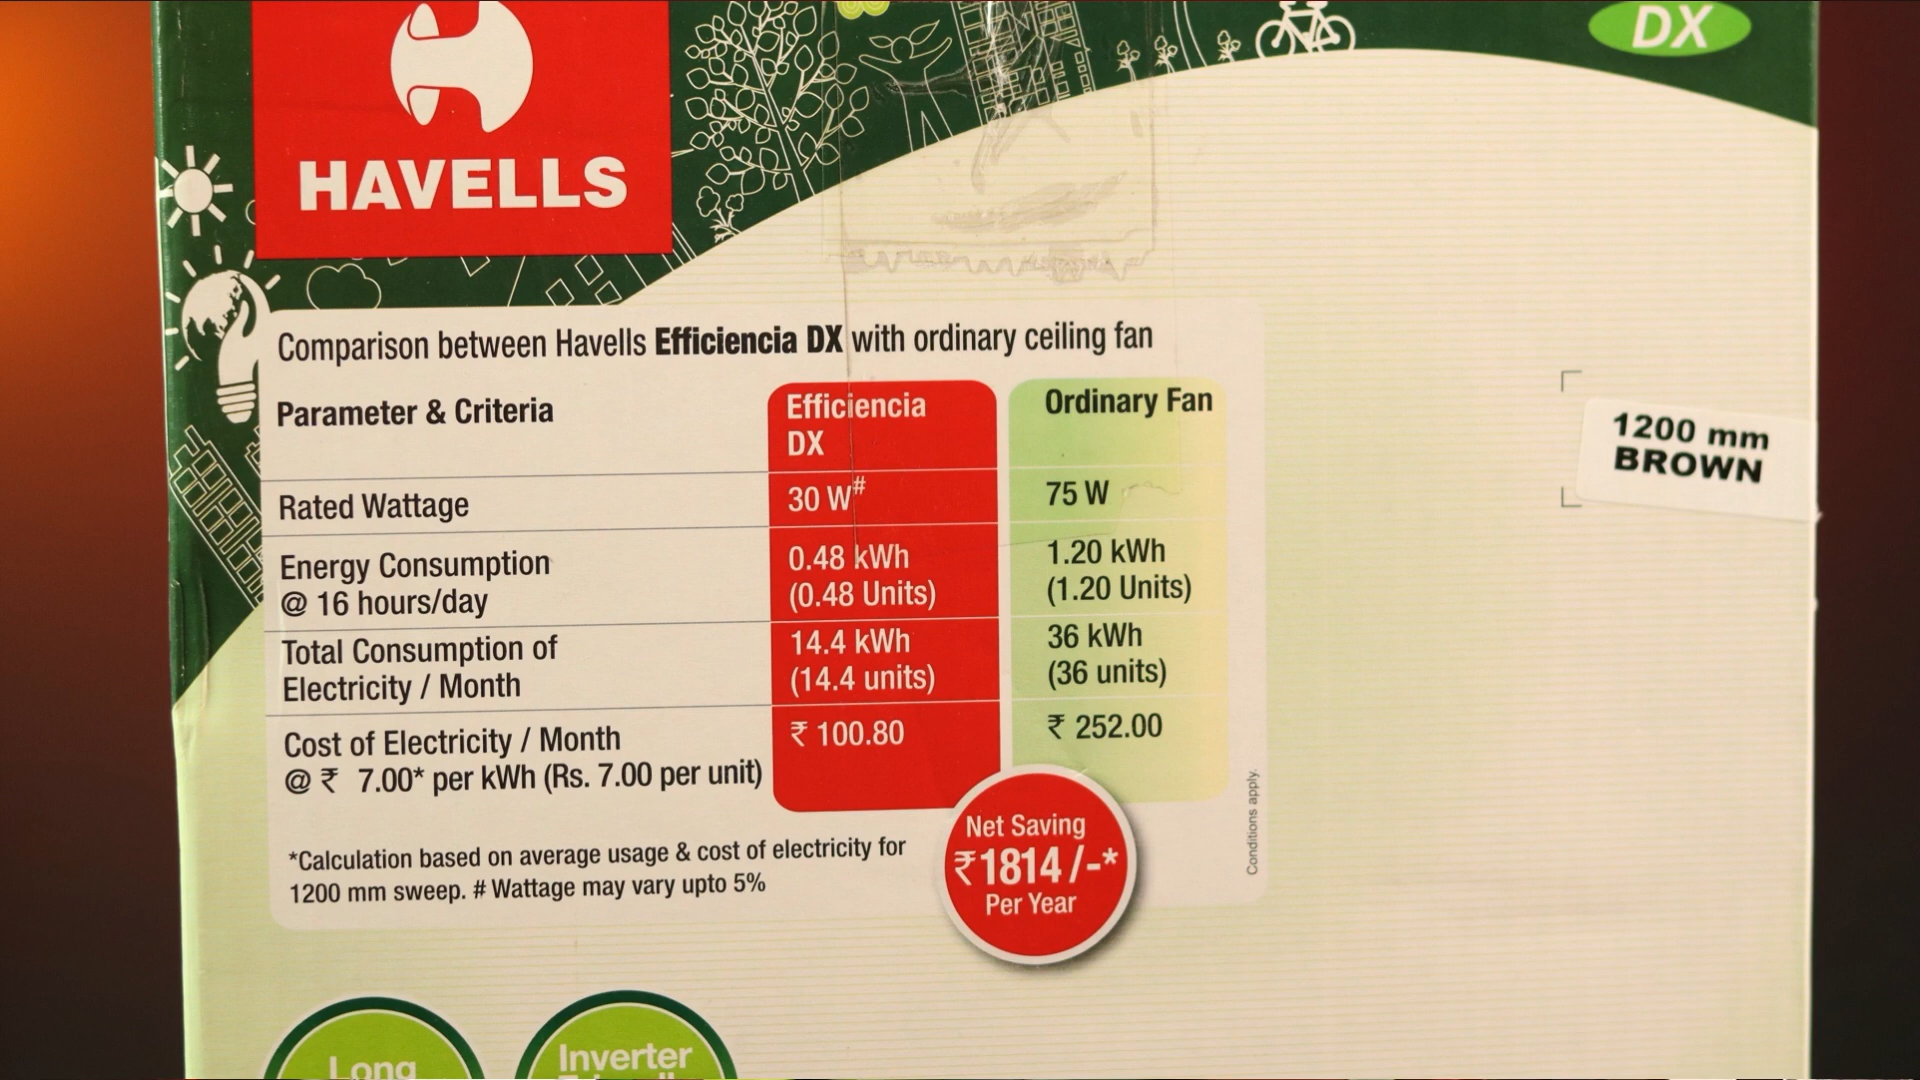 DX
HAVELLS
Comparison between Havells Efficiencia DX with ordinary ceiling fan
Parameter & Criteria
Efficiencia
DX
Ordinary Fan
Rated Wattage
30 W#
75 W
Energy Consumption
@ 16 hours/day
0.48 kWh
(0.48 Units)
1.20 kWh
(1.20 Units)
Total Consumption of
Electricity / Month
14.4 kWh
(14.4 units)
36 kWh
(36 units)
Cost of Electricity / Month
@ ₹ 7.00* per kWh (Rs. 7.00 per unit)
₹ 100.80
₹ 252.00
*Calculation based on average usage & cost of electricity for
1200 mm sweep. # Wattage may vary upto 5%
Net Saving
₹1814/-*
Per Year
Conditions apply.
1200 mm
BROWN
Long
Inverter